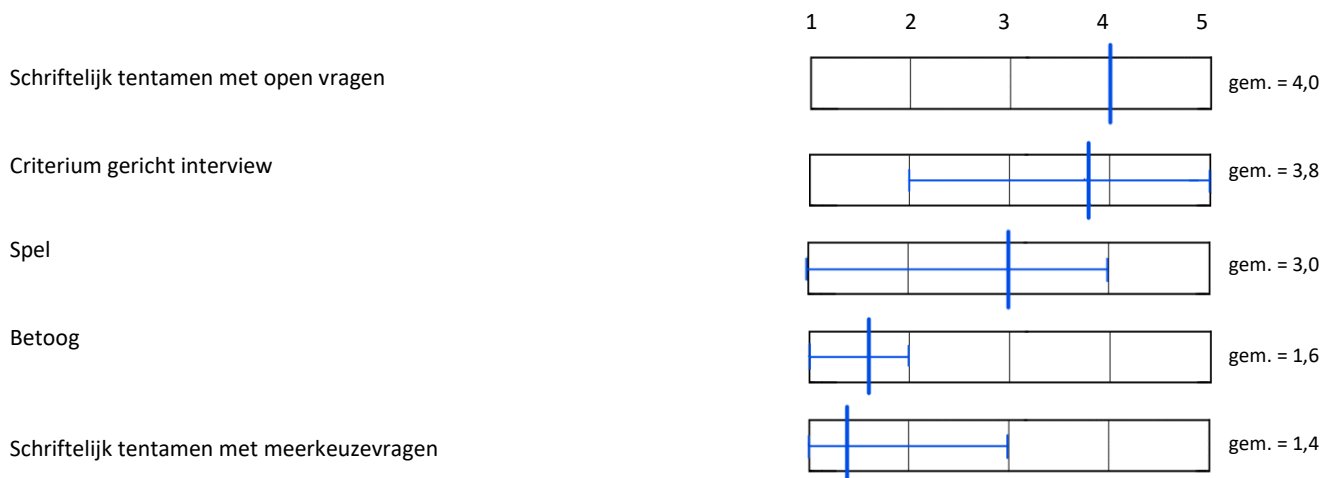 1 2 3 4 5
Schriftelijk tentamen met open vragen gem. = 4,0
Criterium gericht interview gem. = 3,8
Spel gem. = 3,0
Betoog gem. = 1,6
Schriftelijk tentamen met meerkeuzevragen gem. = 1,4